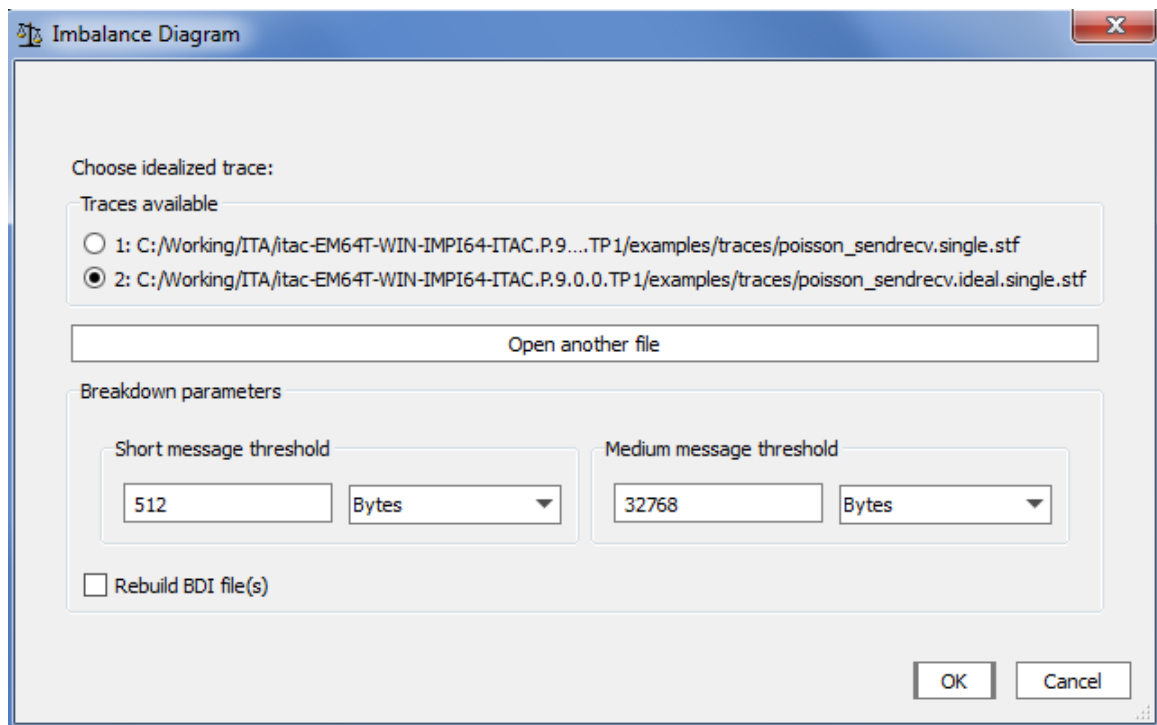 Imbalance Diagram
Choose idealized trace:
Traces available
1: C:/Working/ITA/itac-EM64T-WIN-IMPI64-ITAC.P.9....TP1/examples/traces/poisson_sendrecv.single.stf
2: C:/Working/ITA/itac-EM64T-WIN-IMPI64-ITAC.P.9.0.0.TP1/examples/traces/poisson_sendrecv.ideal.single.stf
Open another file
Breakdown parameters
Short message threshold Medium message threshold
512 Bytes 32768 Bytes
Rebuild BDI file(s)
OK Cancel